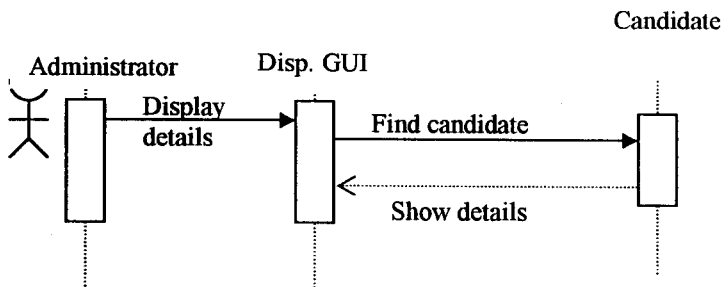 Candidate
Administrator
Disp. GUI
Display
details
Find candidate
Show details